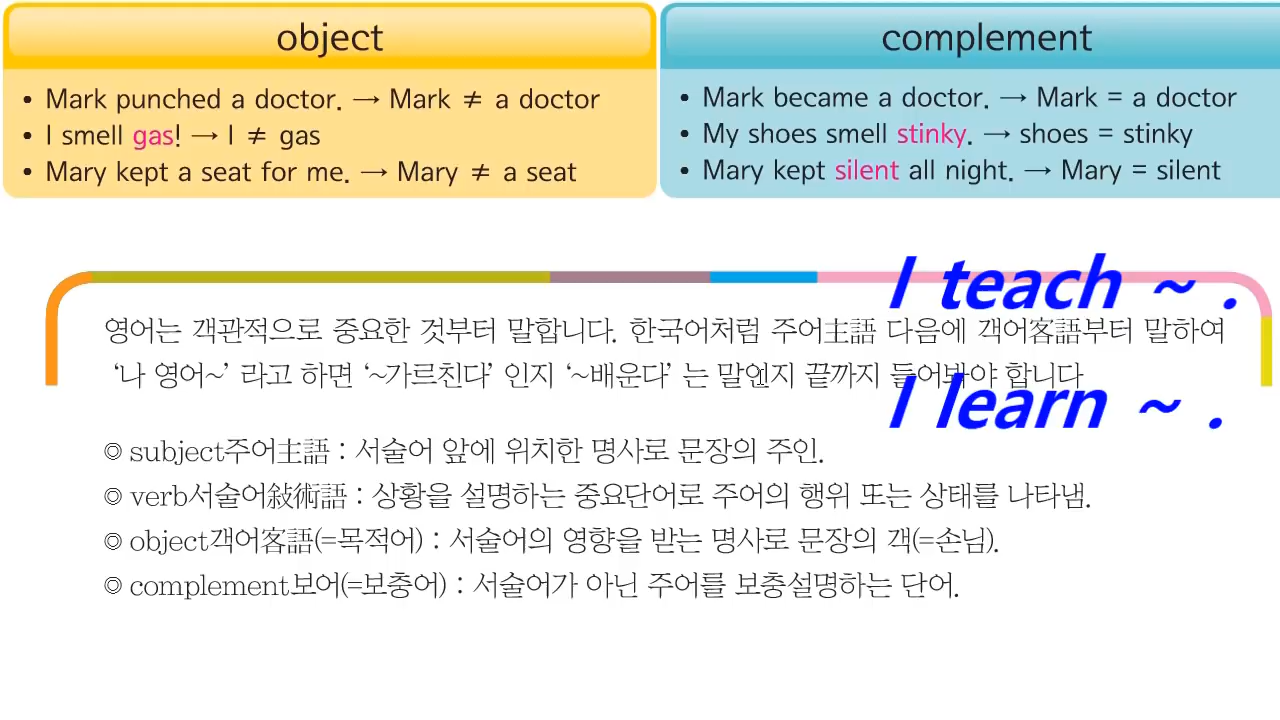 object
• Mark punched a doctor. → Mark ≠ a doctor
• I smell gas! → I ≠ gas
• Mary kept a seat for me. → Mary ≠ a seat
complement
• Mark became a doctor. → Mark = a doctor
• My shoes smell stinky. → shoes = stinky
• Mary kept silent all night. → Mary = silent
I teach ~ .
영어는 객관적으로 중요한 것부터 말합니다. 한국어처럼 주어主語 다음에 객어客語부터 말하여
‘나 영어~’ 라고 하면 ‘~가르친다’ 인지 ‘~배운다’ 는 말인지 끝까지 들어봐야 합니다
I learn ~ .
◎ subject주어主語 : 서술어 앞에 위치한 명사로 문장의 주인.
◎ verb서술어敍術語 : 상황을 설명하는 중요단어로 주어의 행위 또는 상태를 나타냄.
◎ object객어客語(=목적어) : 서술어의 영향을 받는 명사로 문장의 객(=손님).
◎ complement보어(=보충어) : 서술어가 아닌 주어를 보충설명하는 단어.